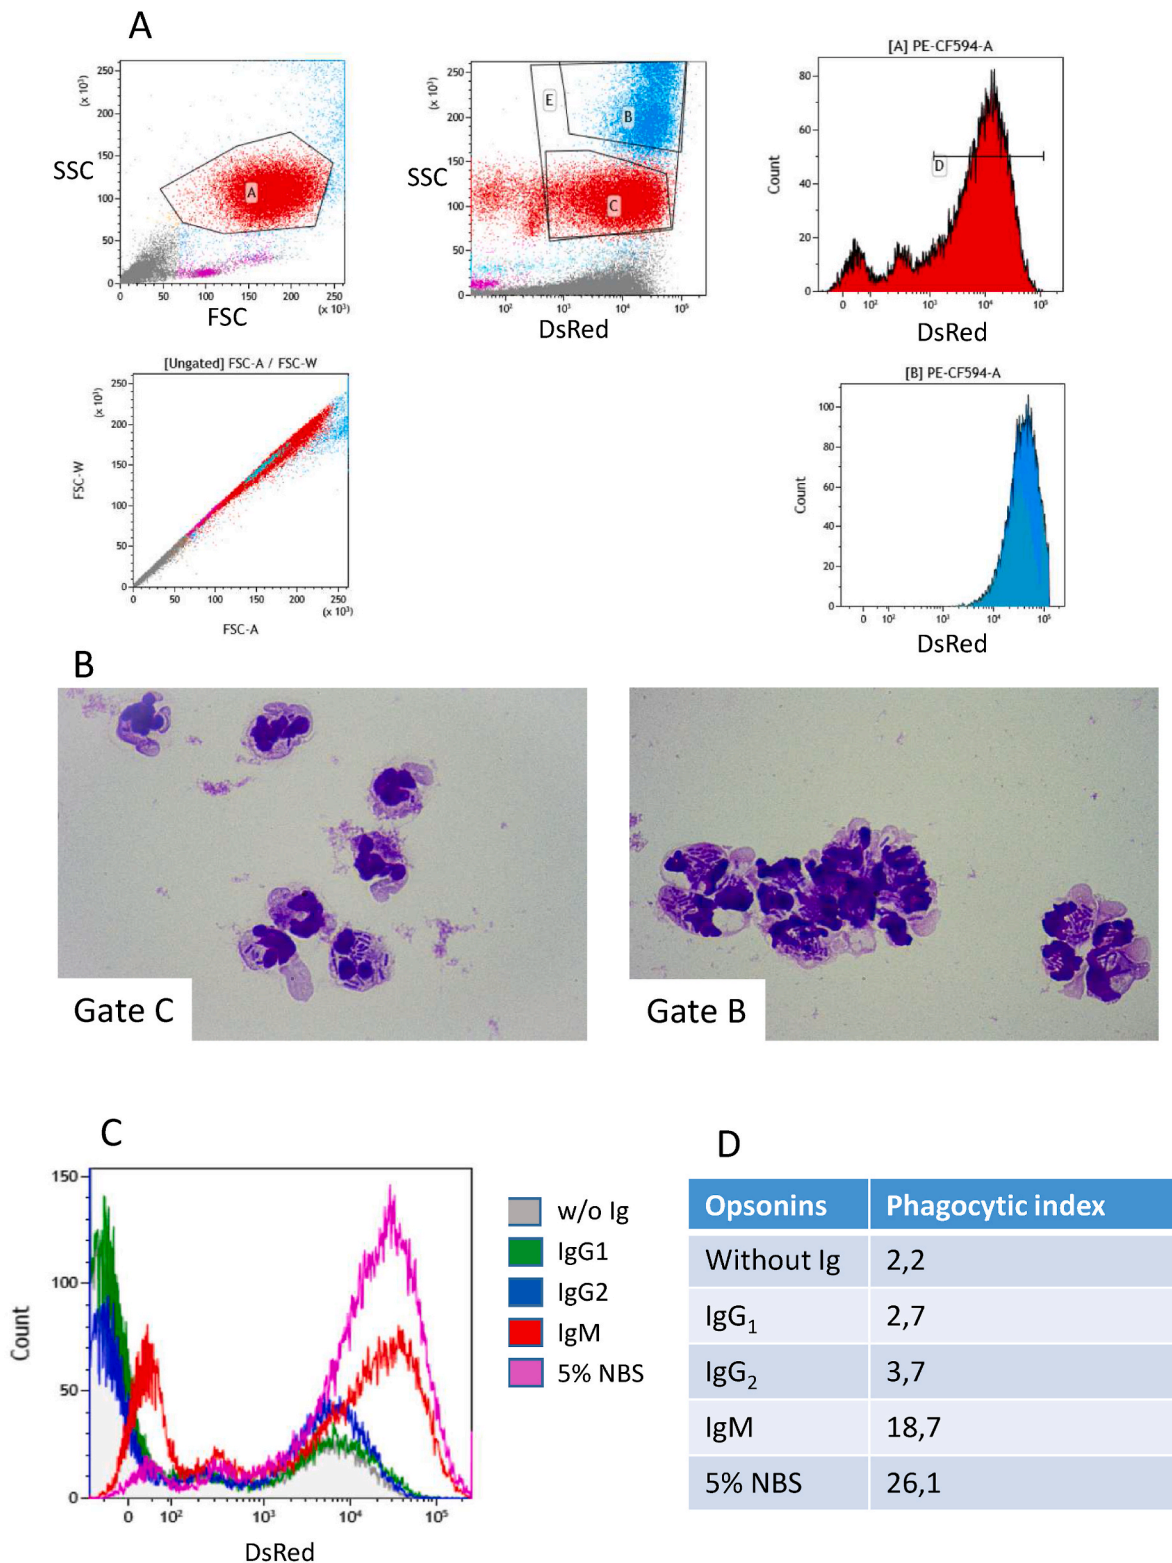 A
(x 10³)
250
200
150
100
50
0
SSC
A
0 50 100 150 200 250
(x 10³)
FSC
(x 10³)
250
200
150
100
50
0
SSC
E
B
C
10² 10³ 10⁴ 10⁵
DsRed
[A] PE-CF594-A
80
60
40
20
0
Count
D
0 10² 10³ 10⁴ 10⁵
DsRed
[Ungated] FSC-A / FSC-W
(x 10³)
250
200
150
100
50
0
FSC-W
0 50 100 150 200 250
(x 10³)
FSC-A
[B] PE-CF594-A
100
80
60
40
20
0
Count
0 10² 10³ 10⁴ 10⁵
DsRed
B
Gate C
Gate B
C
150
100
50
0
Count
0 10² 10³ 10⁴ 10⁵
DsRed
w/o Ig
IgG1
IgG2
IgM
5% NBS
D
Opsonins Phagocytic index
Without Ig 2,2
IgG₁ 2,7
IgG₂ 3,7
IgM 18,7
5% NBS 26,1